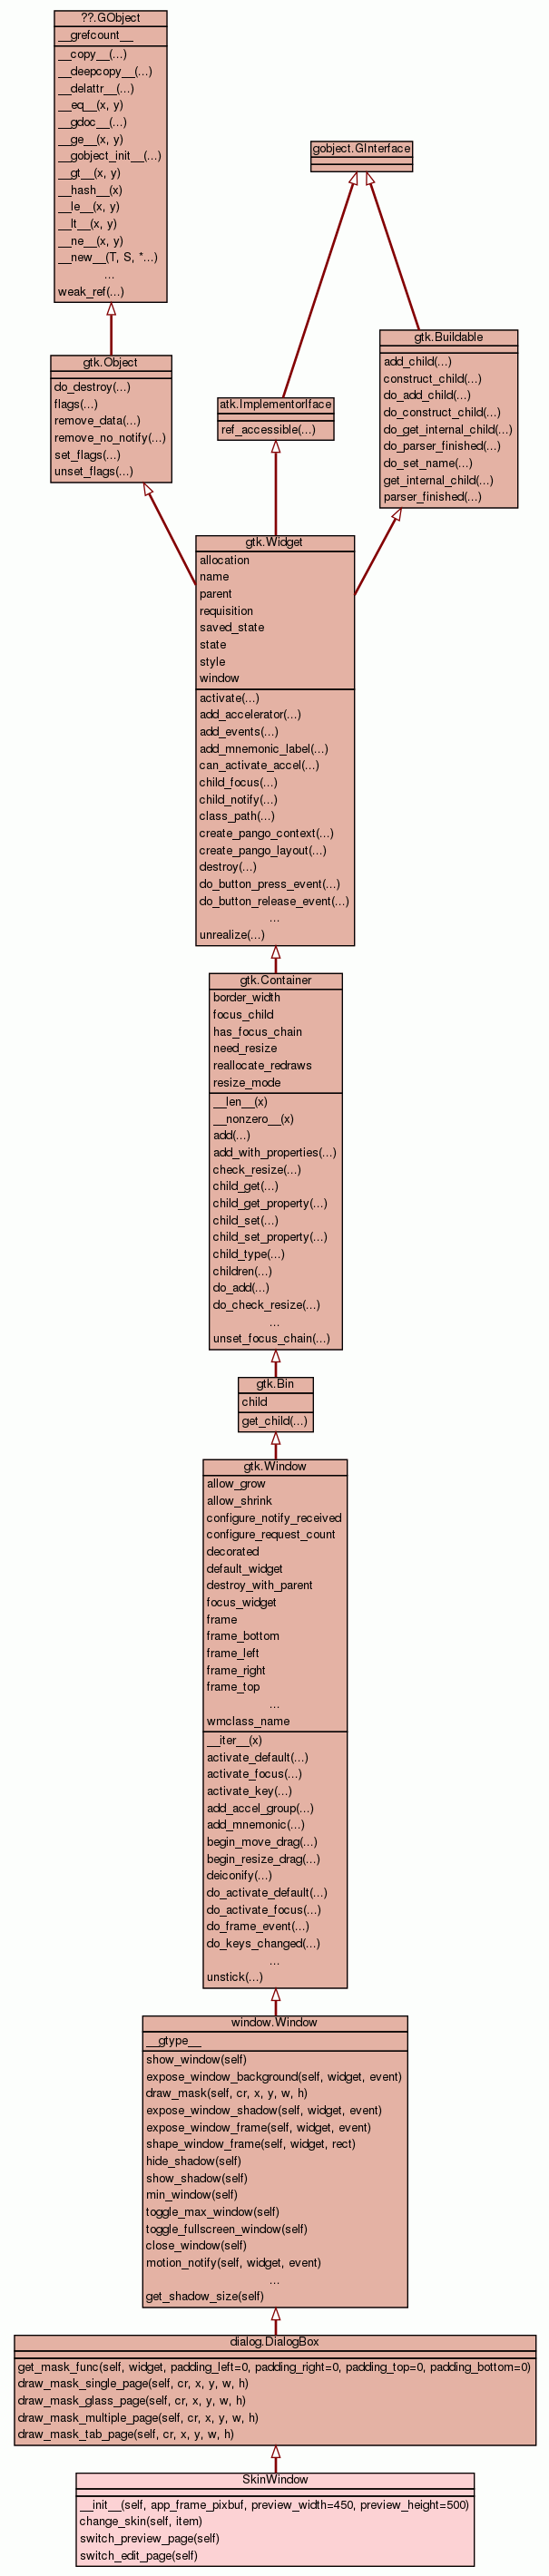 ??.GObject
__grefcount__
__copy__(...)
__deepcopy__(...)
__delattr__(...)
__eq__(x, y)
__gdoc__(...)
__ge__(x, y)
__gobject_init__(...)
__gt__(x, y)
__hash__(x)
__le__(x, y)
__lt__(x, y)
__ne__(x, y)
__new__(T, S, *...)
...
weak_ref(...)
gobject.GInterface
gtk.Buildable
add_child(...)
construct_child(...)
do_add_child(...)
do_construct_child(...)
do_get_internal_child(...)
do_parser_finished(...)
do_set_name(...)
get_internal_child(...)
parser_finished(...)
gtk.Object
do_destroy(...)
flags(...)
remove_data(...)
remove_no_notify(...)
set_flags(...)
unset_flags(...)
atk.ImplementorIface
ref_accessible(...)
gtk.Widget
allocation
name
parent
requisition
saved_state
state
style
window
activate(...)
add_accelerator(...)
add_events(...)
add_mnemonic_label(...)
can_activate_accel(...)
child_focus(...)
child_notify(...)
class_path(...)
create_pango_context(...)
create_pango_layout(...)
destroy(...)
do_button_press_event(...)
do_button_release_event(...)
...
unrealize(...)
gtk.Container
border_width
focus_child
has_focus_chain
need_resize
reallocate_redraws
resize_mode
__len__(x)
__nonzero__(x)
add(...)
add_with_properties(...)
check_resize(...)
child_get(...)
child_get_property(...)
child_set(...)
child_set_property(...)
child_type(...)
children(...)
do_add(...)
do_check_resize(...)
...
unset_focus_chain(...)
gtk.Bin
child
get_child(...)
gtk.Window
allow_grow
allow_shrink
configure_notify_received
configure_request_count
decorated
default_widget
destroy_with_parent
focus_widget
frame
frame_bottom
frame_left
frame_right
frame_top
...
wmclass_name
__iter__(x)
activate_default(...)
activate_focus(...)
activate_key(...)
add_accel_group(...)
add_mnemonic(...)
begin_move_drag(...)
begin_resize_drag(...)
deiconify(...)
do_activate_default(...)
do_activate_focus(...)
do_frame_event(...)
do_keys_changed(...)
...
unstick(...)
window.Window
__gtype__
show_window(self)
expose_window_background(self, widget, event)
draw_mask(self, cr, x, y, w, h)
expose_window_shadow(self, widget, event)
expose_window_frame(self, widget, event)
shape_window_frame(self, widget, rect)
hide_shadow(self)
show_shadow(self)
min_window(self)
toggle_max_window(self)
toggle_fullscreen_window(self)
close_window(self)
motion_notify(self, widget, event)
...
get_shadow_size(self)
dialog.DialogBox
get_mask_func(self, widget, padding_left=0, padding_right=0, padding_top=0, padding_bottom=0)
draw_mask_single_page(self, cr, x, y, w, h)
draw_mask_glass_page(self, cr, x, y, w, h)
draw_mask_multiple_page(self, cr, x, y, w, h)
draw_mask_tab_page(self, cr, x, y, w, h)
SkinWindow
__init__(self, app_frame_pixbuf, preview_width=450, preview_height=500)
change_skin(self, item)
switch_preview_page(self)
switch_edit_page(self)